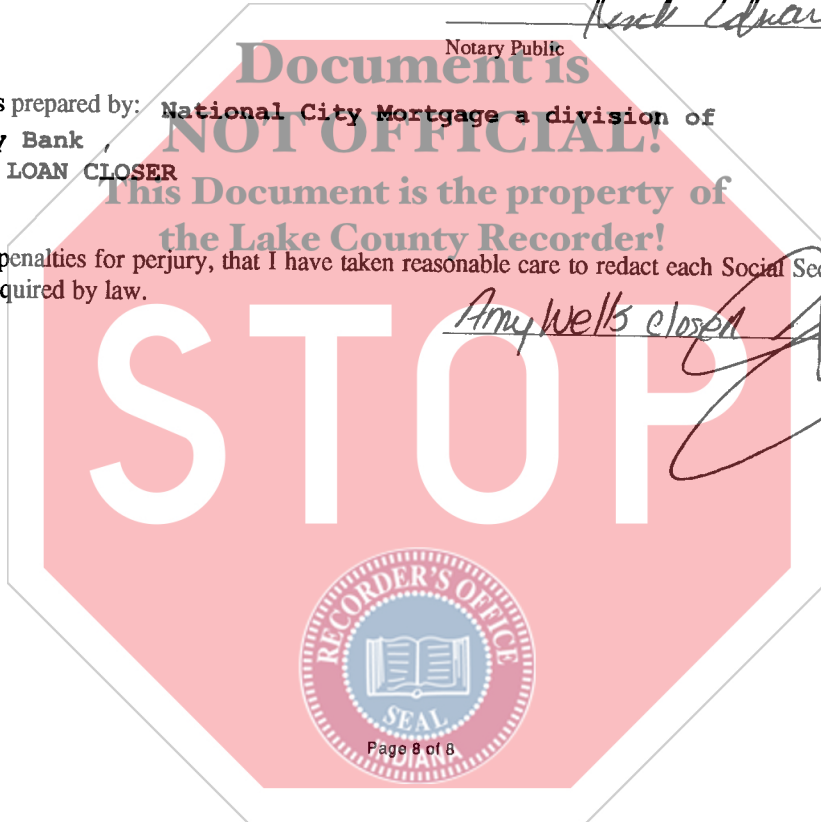 Notary Public
Document is
s prepared by: National City Mortgage a division of
NOT OFFICIAL!
y Bank ,
LOAN CLOSER
This Document is the property of
the Lake County Recorder!
penalties for perjury, that I have taken reasonable care to redact each Social Sec
quired by law.
Amy Wells closer
STOP
RECORDER'S OFFICE
SEAL
INDIANA
Page 8 of 8